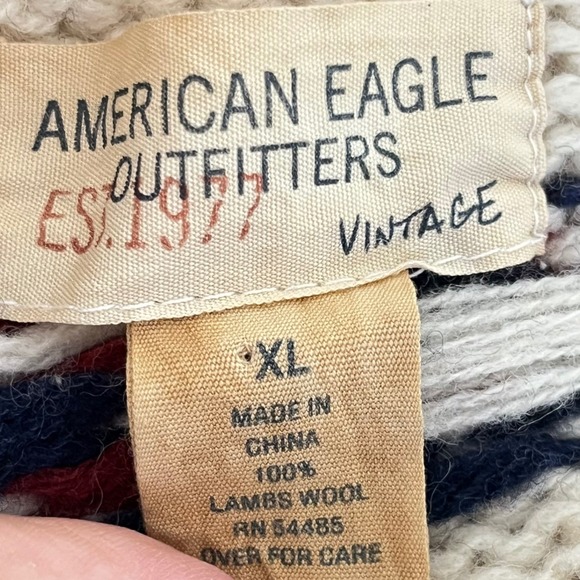 AMERICAN EAGLE
OUTFITTERS
EST. 1977
VINTAGE
XL
MADE IN
CHINA
100%
LAMBS WOOL
RN 54485
OVER FOR CARE